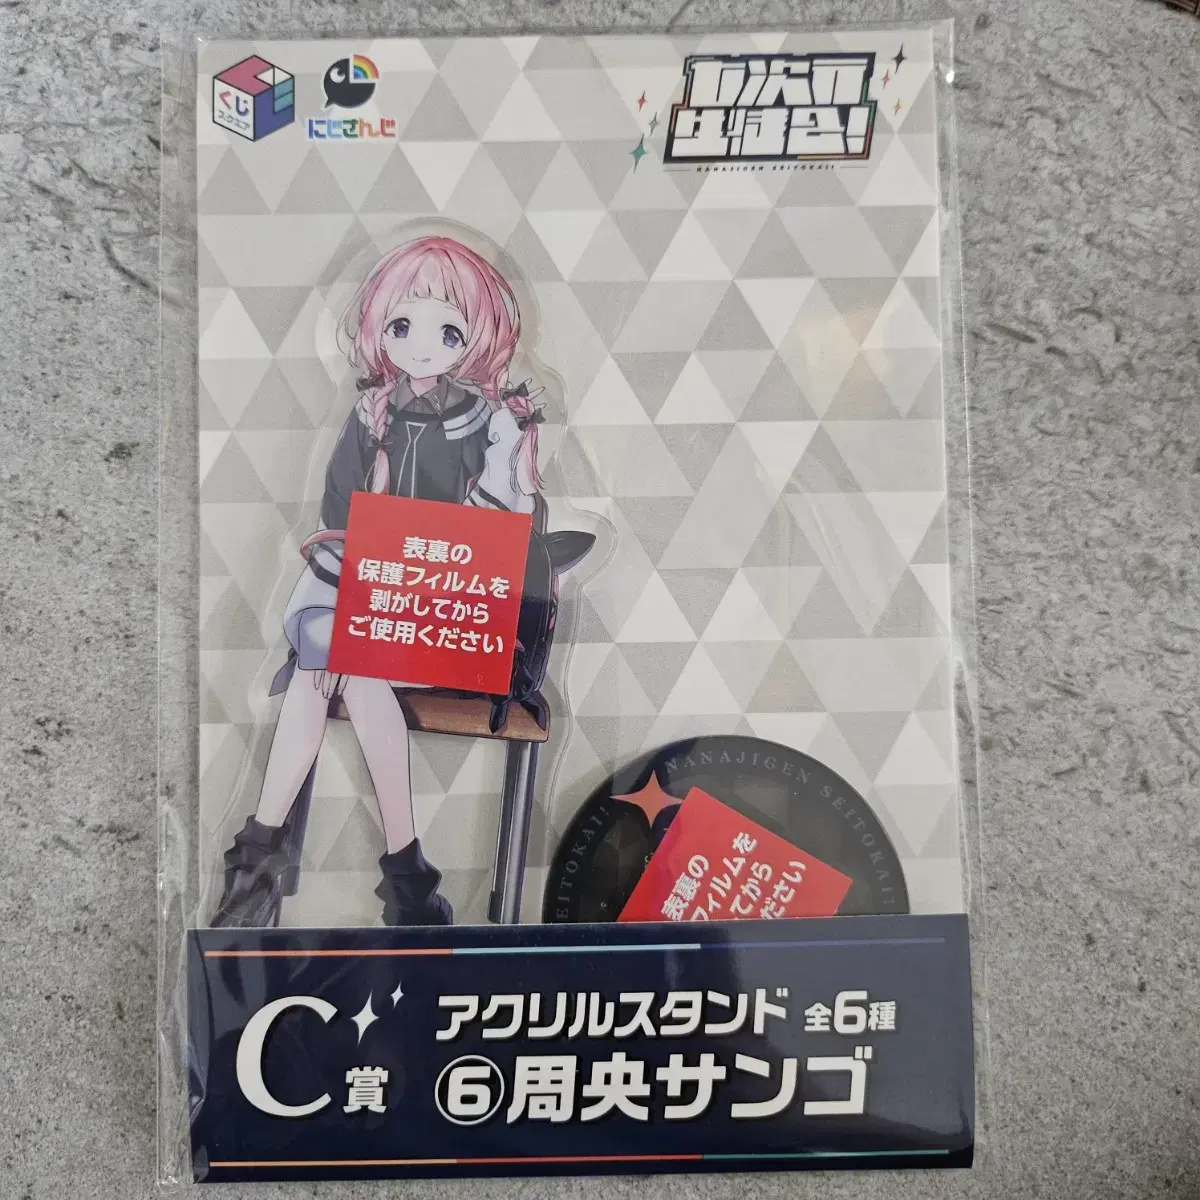 くじ
スクエア
にじさんじ
七次元
生徒会!
NANAJIGEN SEITOKAI!
表裏の
保護フィルムを
剥がしてから
ご使用ください
NANAJIGEN SEITOKAI!
EITOKAI!
表裏の
フィルムを
てから
ださい
C賞
アクリルスタンド 全6種
⑥周央サンゴ